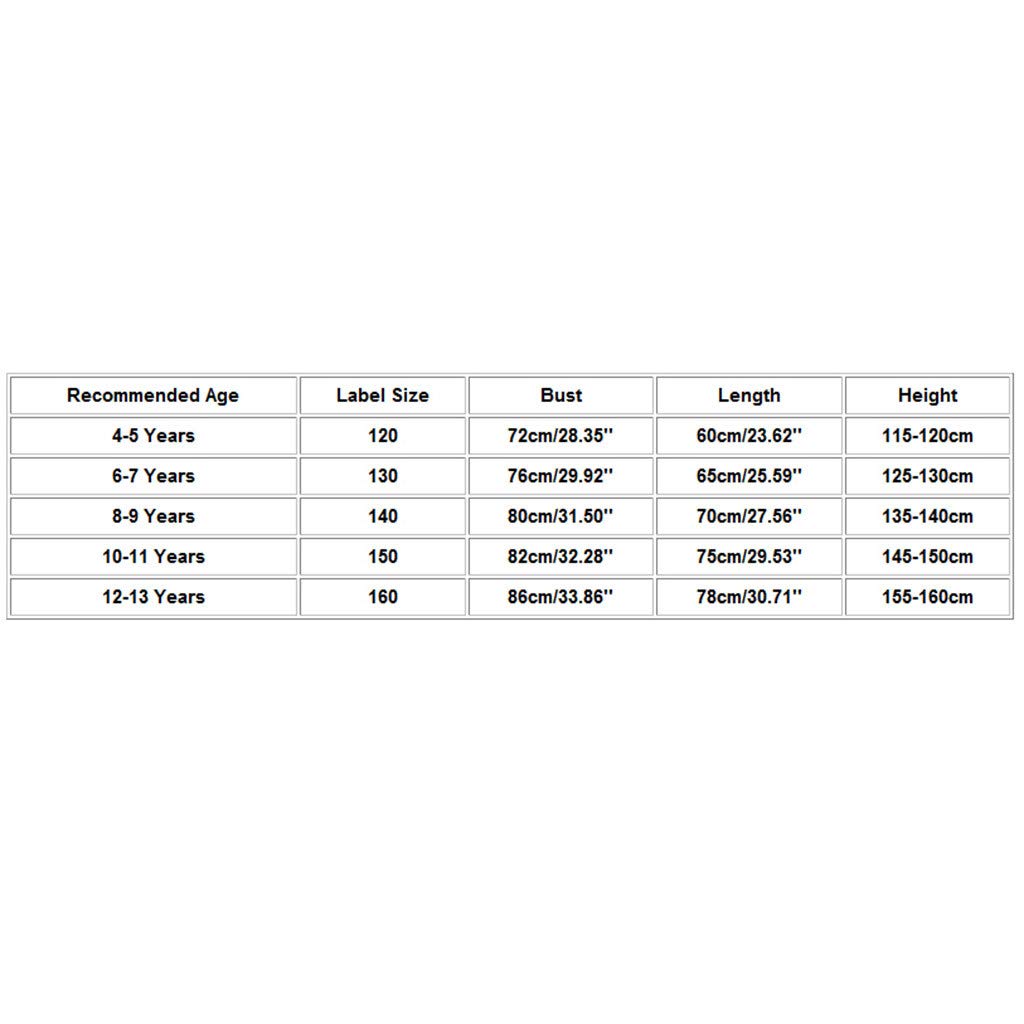 Recommended Age Label Size Bust Length Height
4-5 Years 120 72cm/28.35'' 60cm/23.62'' 115-120cm
6-7 Years 130 76cm/29.92'' 65cm/25.59'' 125-130cm
8-9 Years 140 80cm/31.50'' 70cm/27.56'' 135-140cm
10-11 Years 150 82cm/32.28'' 75cm/29.53'' 145-150cm
12-13 Years 160 86cm/33.86'' 78cm/30.71'' 155-160cm